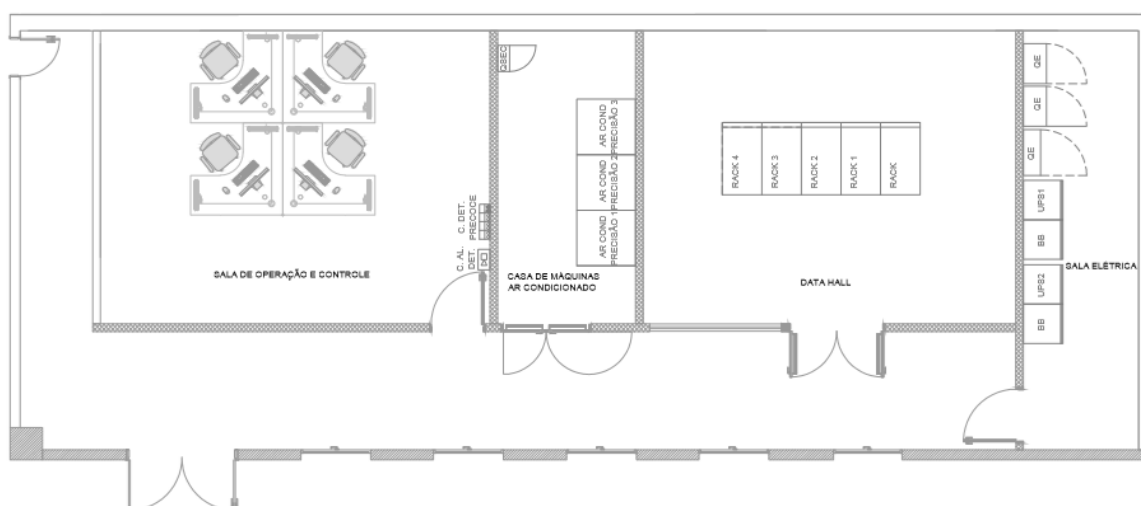 SALA DE OPERAÇÃO E CONTROLE
C. DET.
PRECOCE
C. AL.
DET.
QSEC
AR COND
PRECISÃO 3
AR COND
PRECISÃO 2
AR COND
PRECISÃO 1
CASA DE MÁQUINAS
AR CONDICIONADO
RACK 4
RACK 3
RACK 2
RACK 1
RACK
DATA HALL
QE
QE
QE
UPS1
BB
UPS2
BB
SALA ELÉTRICA